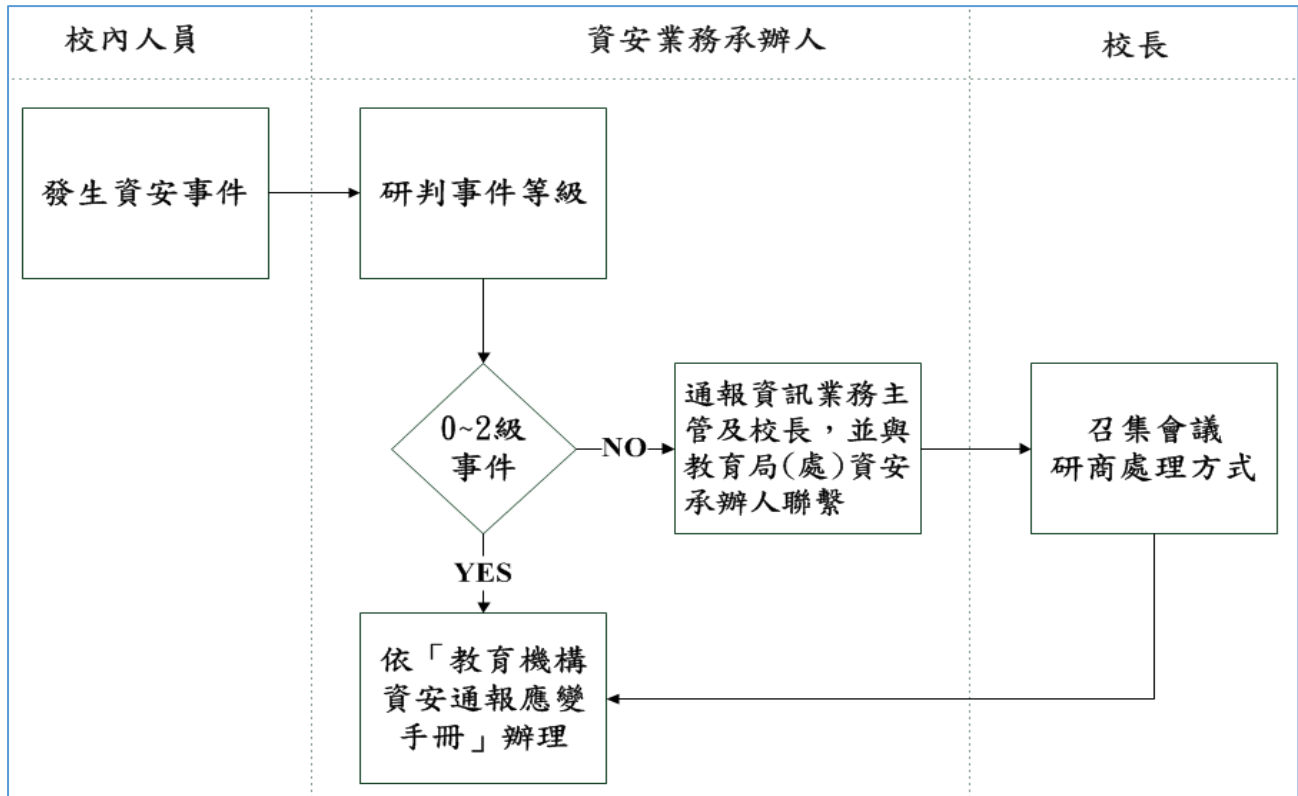 校內人員
資安業務承辦人
校長
發生資安事件
研判事件等級
0~2級
事件
NO
通報資訊業務主
管及校長，並與
教育局(處)資安
承辦人聯繫
召集會議
研商處理方式
YES
依「教育機構
資安通報應變
手冊」辦理